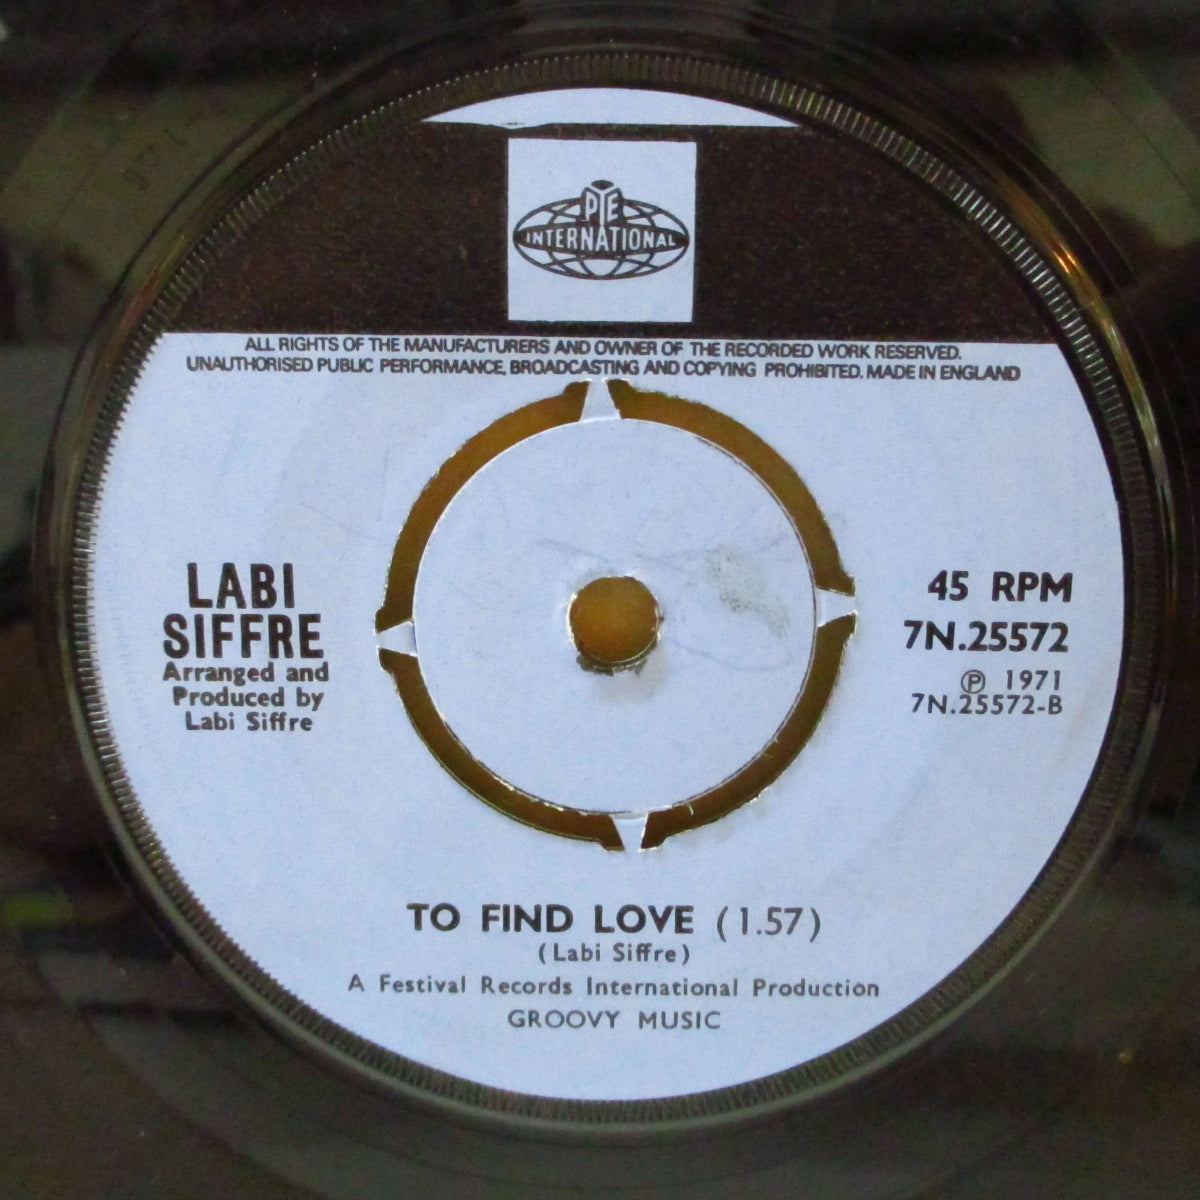 PYE
INTERNATIONAL
ALL RIGHTS OF THE MANUFACTURERS AND OWNER OF THE RECORDED WORK RESERVED.
UNAUTHORISED PUBLIC PERFORMANCE, BROADCASTING AND COPYING PROHIBITED. MADE IN ENGLAND
LABI
SIFFRE
Arranged and
Produced by
Labi Siffre
45 RPM
7N.25572
Ⓟ 1971
7N.25572-B
TO FIND LOVE (1.57)
(Labi Siffre)
A Festival Records International Production
GROOVY MUSIC